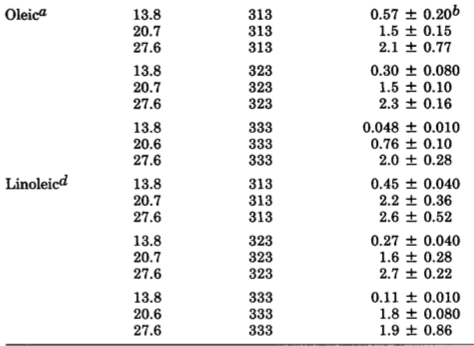 Oleica 13.8 313 0.57 ± 0.20b
20.7 313 1.5 ± 0.15
27.6 313 2.1 ± 0.77
13.8 323 0.30 ± 0.080
20.7 323 1.5 ± 0.10
27.6 323 2.3 ± 0.16
13.8 333 0.048 ± 0.010
20.6 333 0.76 ± 0.10
27.6 333 2.0 ± 0.28
Linoleicd 13.8 313 0.45 ± 0.040
20.7 313 2.2 ± 0.36
27.6 313 2.6 ± 0.52
13.8 323 0.27 ± 0.040
20.7 323 1.6 ± 0.28
27.6 323 2.7 ± 0.22
13.8 333 0.11 ± 0.010
20.6 333 1.8 ± 0.080
27.6 333 1.9 ± 0.86